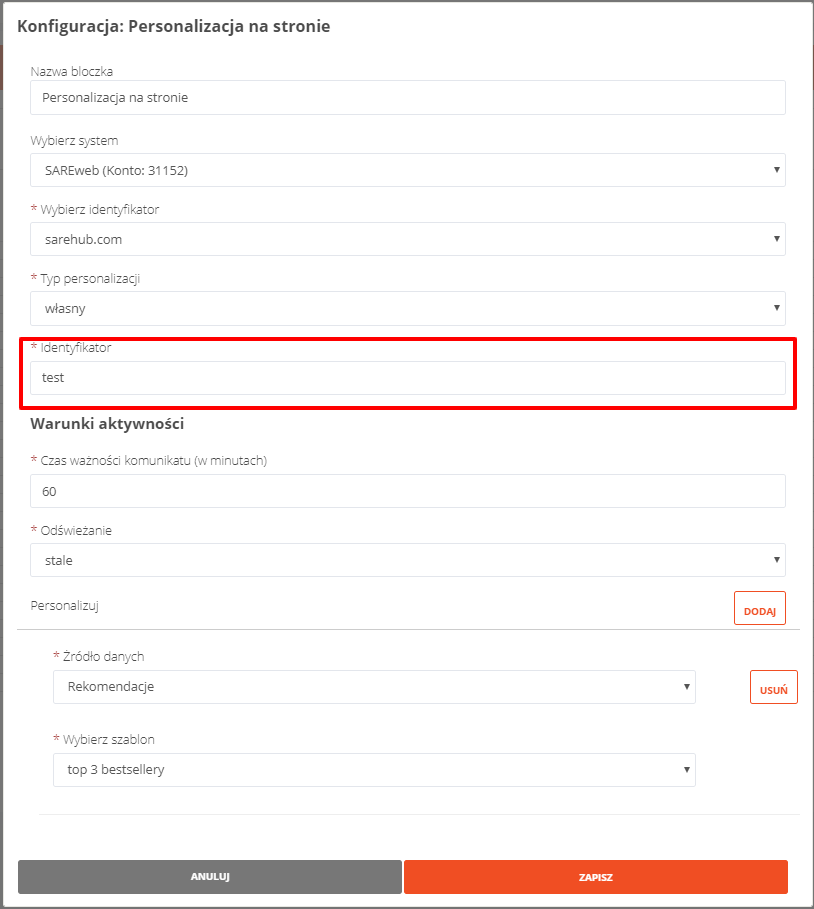 Konfiguracja: Personalizacja na stronie
Nazwa bloczka
Personalizacja na stronie
Wybierz system
SAREweb (Konto: 31152)
* Wybierz identyfikator
sarehub.com
* Typ personalizacji
własny
* Identyfikator
test
Warunki aktywności
* Czas ważności komunikatu (w minutach)
60
* Odświeżanie
stale
Personalizuj
DODAJ
* Źródło danych
Rekomendacje
USUŃ
* Wybierz szablon
top 3 bestsellery
ANULUJ
ZAPISZ